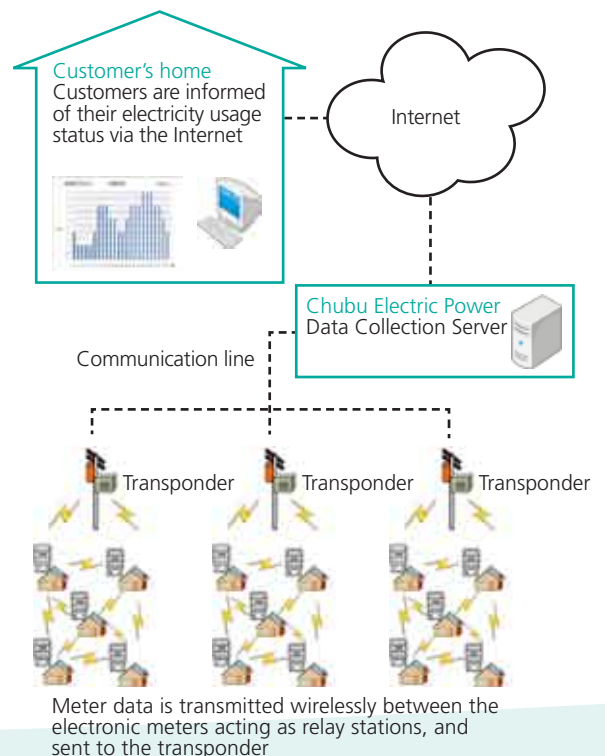 Customer's home
Customers are informed
of their electricity usage
status via the Internet
Internet
Chubu Electric Power
Data Collection Server
Communication line
Transponder
Transponder
Transponder
Meter data is transmitted wirelessly between the
electronic meters acting as relay stations, and
sent to the transponder